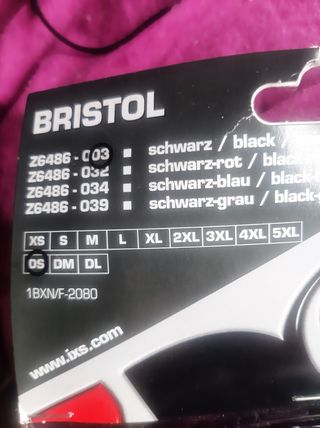 BRISTOL
Z6486 - 003 ■ schwarz / black /
Z6486 - 032 ■ schwarz-rot / black-
Z6486 - 034 ■ schwarz-blau / black-
Z6486 - 039 ■ schwarz-grau / black-
XS S M L XL 2XL 3XL 4XL 5XL
OS DM DL
1BXN/F-2080
www.ixs.com